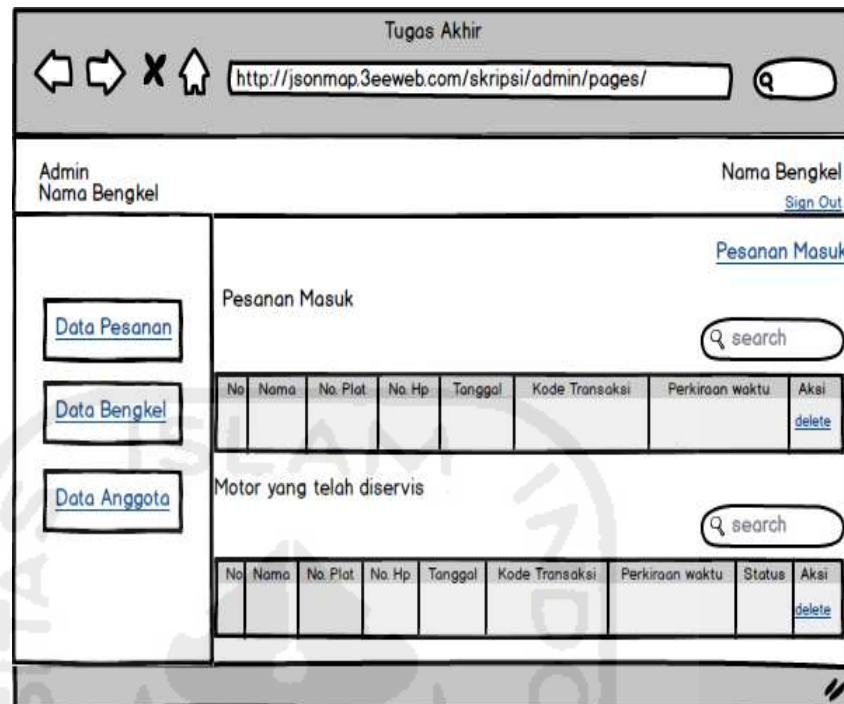 Tugas Akhir
http://jsonmap.3eeweb.com/skripsi/admin/pages/
Admin
Nama Bengkel
Nama Bengkel
Sign Out
Pesanan Masuk
Data Pesanan
Data Bengkel
Data Anggota
Pesanan Masuk
search
No Nama No. Plat No. Hp Tanggal Kode Transaksi Perkiraan waktu Aksi
delete
Motor yang telah diservis
search
No Nama No. Plat No. Hp Tanggal Kode Transaksi Perkiraan waktu Status Aksi
delete
ISLAM